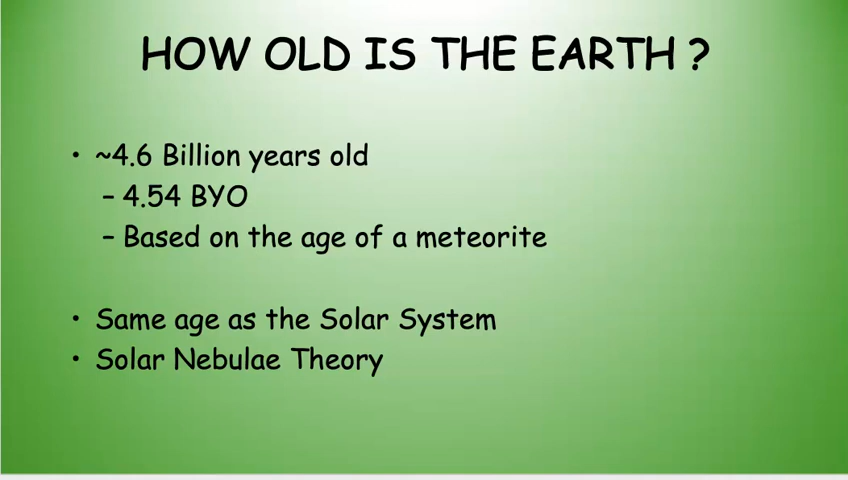 HOW OLD IS THE EARTH ?
• ~4.6 Billion years old
– 4.54 BYO
– Based on the age of a meteorite
• Same age as the Solar System
• Solar Nebulae Theory